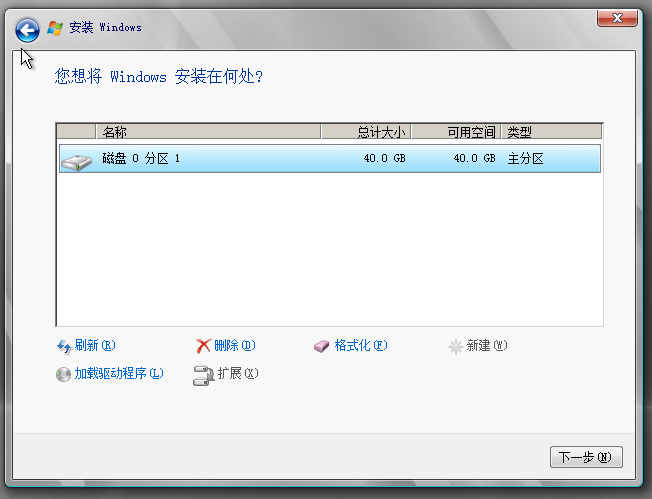 安装 Windows
您想将 Windows 安装在何处?
名称 总计大小 可用空间 类型
磁盘 0 分区 1 40.0 GB 40.0 GB 主分区
刷新(R) 删除(D) 格式化(F) 新建(W)
加载驱动程序(L) 扩展(X)
下一步(N)